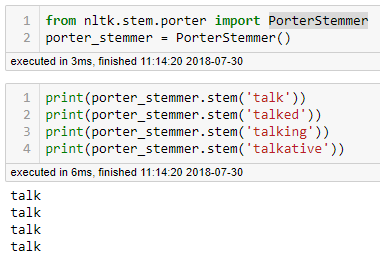 1 from nltk.stem.porter import PorterStemmer
2 porter_stemmer = PorterStemmer()
executed in 3ms, finished 11:14:20 2018-07-30
1 print(porter_stemmer.stem('talk'))
2 print(porter_stemmer.stem('talked'))
3 print(porter_stemmer.stem('talking'))
4 print(porter_stemmer.stem('talkative'))
executed in 6ms, finished 11:14:20 2018-07-30
talk
talk
talk
talk